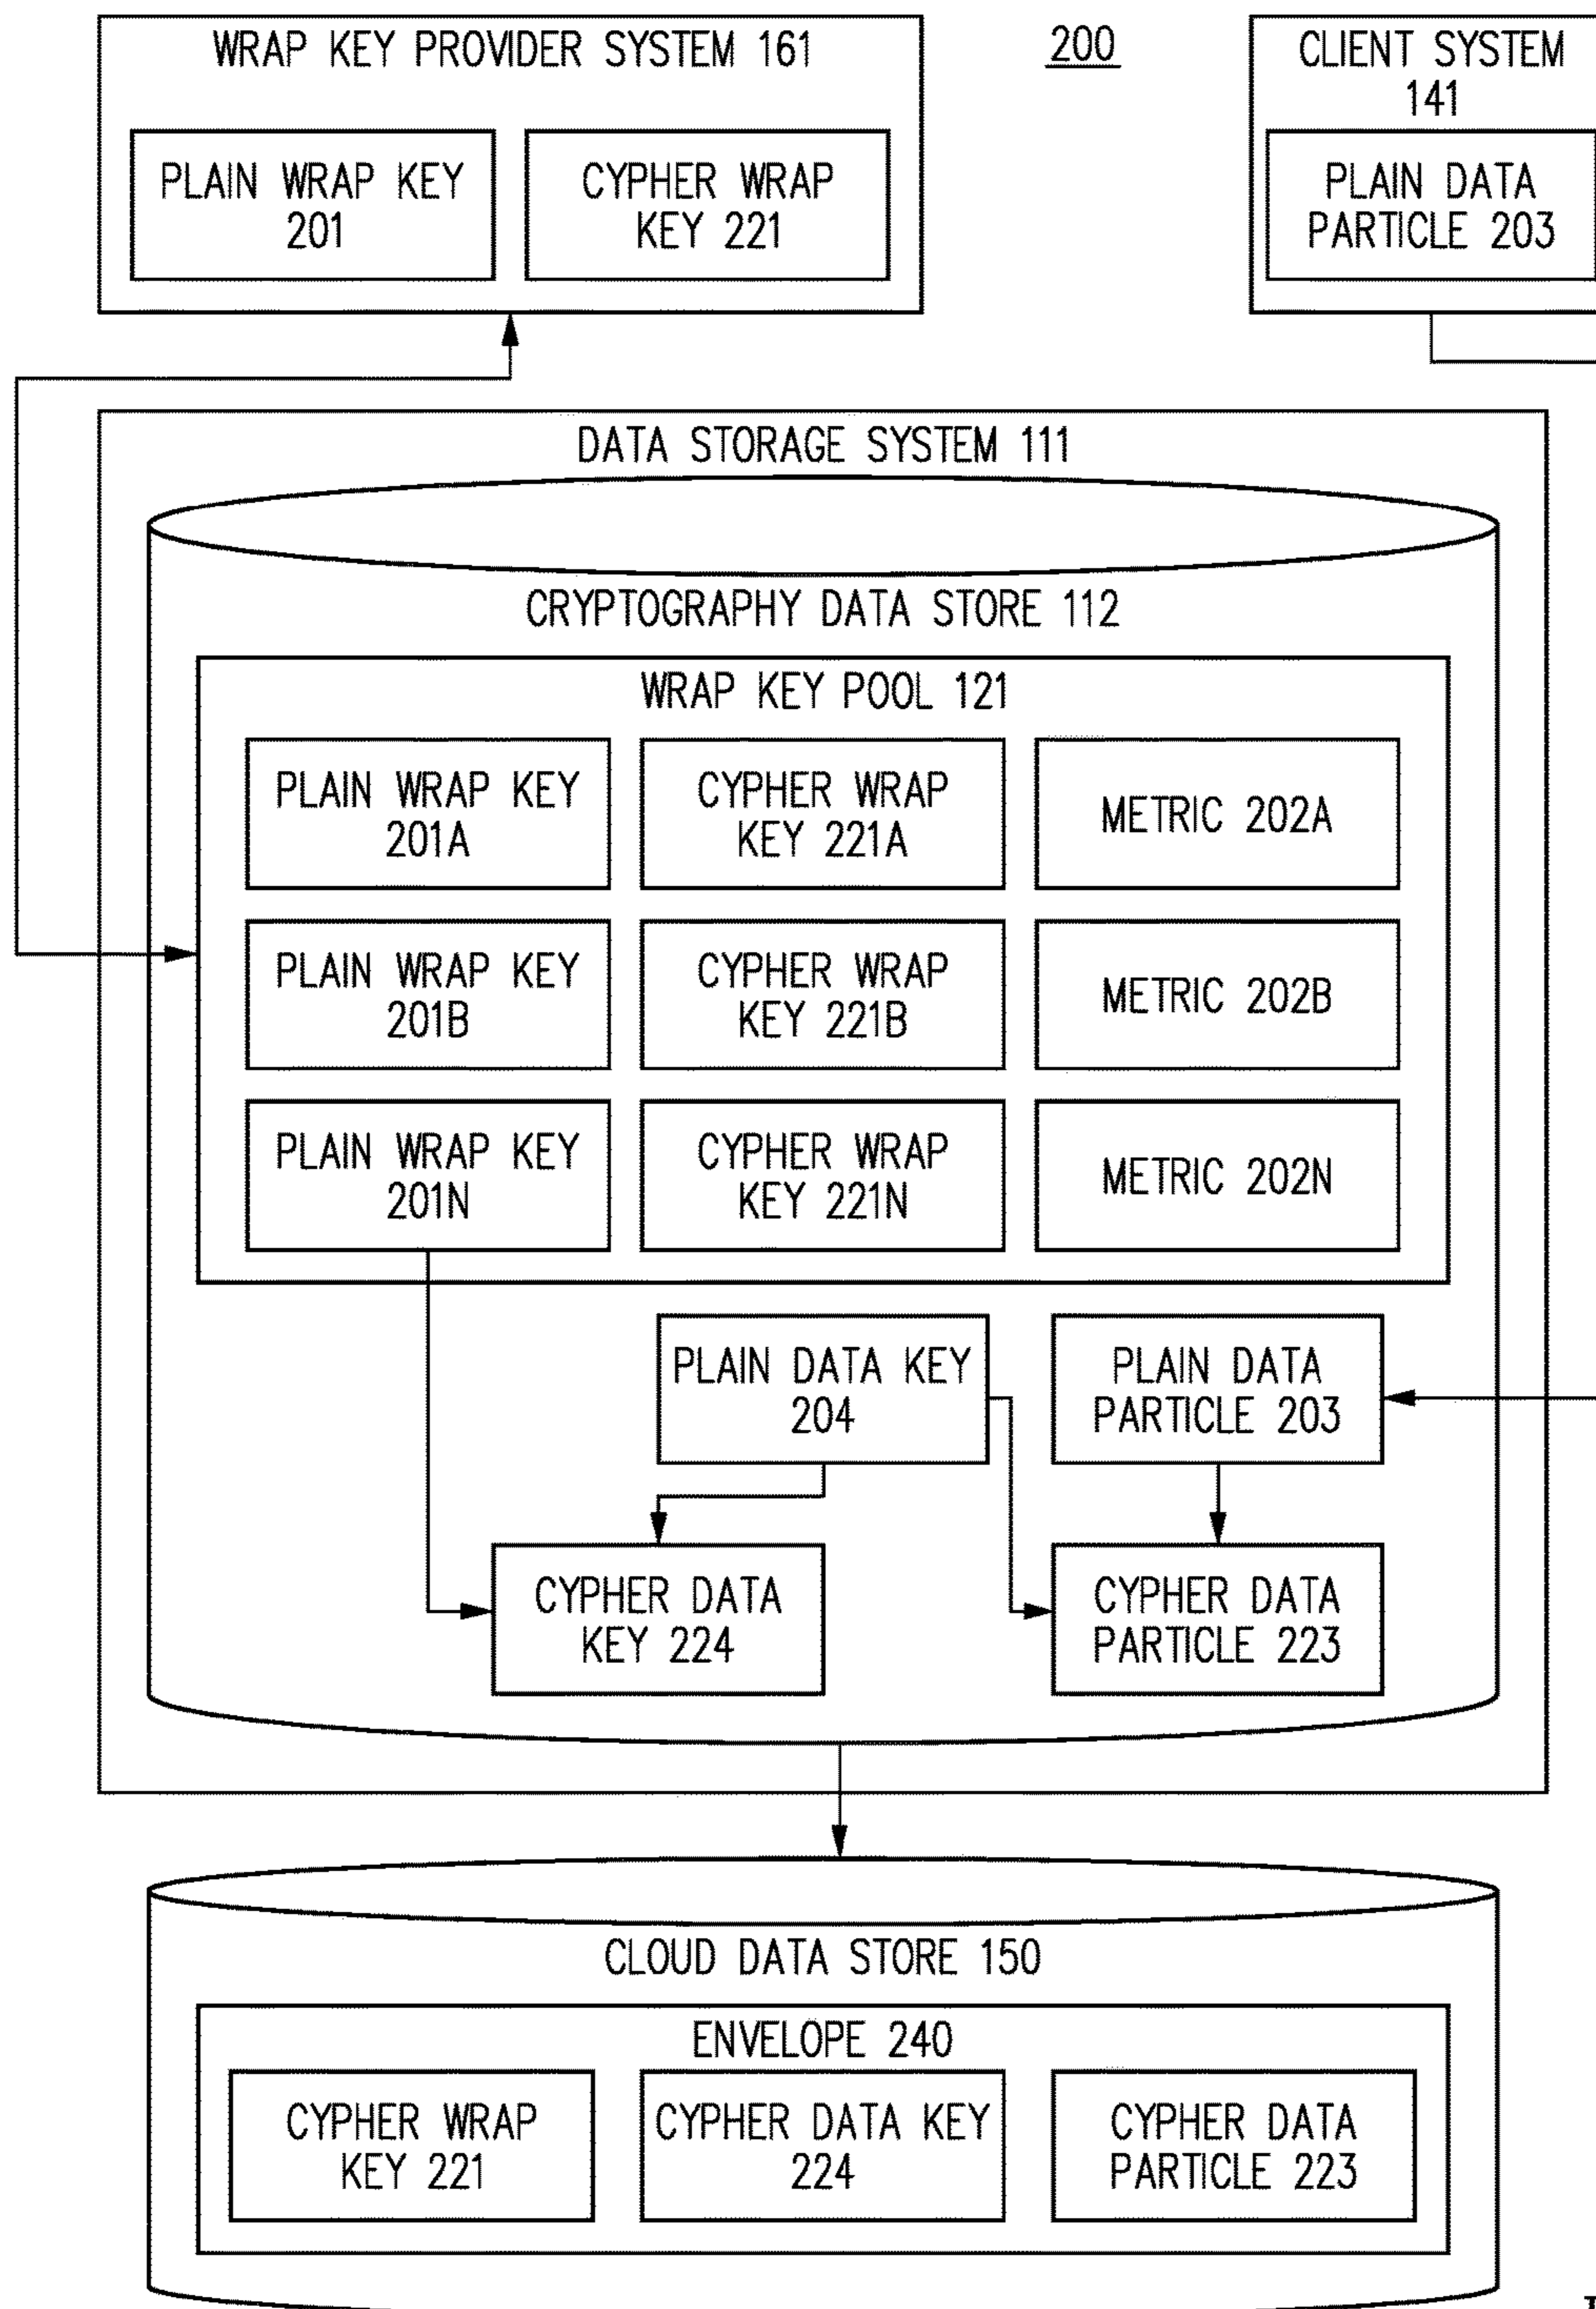 WRAP KEY PROVIDER SYSTEM 161
PLAIN WRAP KEY
201
CYPHER WRAP
KEY 221
200
CLIENT SYSTEM
141
PLAIN DATA
PARTICLE 203
DATA STORAGE SYSTEM 111
CRYPTOGRAPHY DATA STORE 112
WRAP KEY POOL 121
PLAIN WRAP KEY
201A
CYPHER WRAP
KEY 221A
METRIC 202A
PLAIN WRAP KEY
201B
CYPHER WRAP
KEY 221B
METRIC 202B
PLAIN WRAP KEY
201N
CYPHER WRAP
KEY 221N
METRIC 202N
PLAIN DATA KEY
204
PLAIN DATA
PARTICLE 203
CYPHER DATA
KEY 224
CYPHER DATA
PARTICLE 223
CLOUD DATA STORE 150
ENVELOPE 240
CYPHER WRAP
KEY 221
CYPHER DATA KEY
224
CYPHER DATA
PARTICLE 223